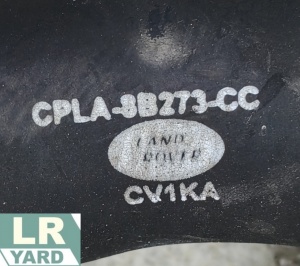 CPLA-8B273-CC
LAND
ROVER
CV1KA
LR
YARD